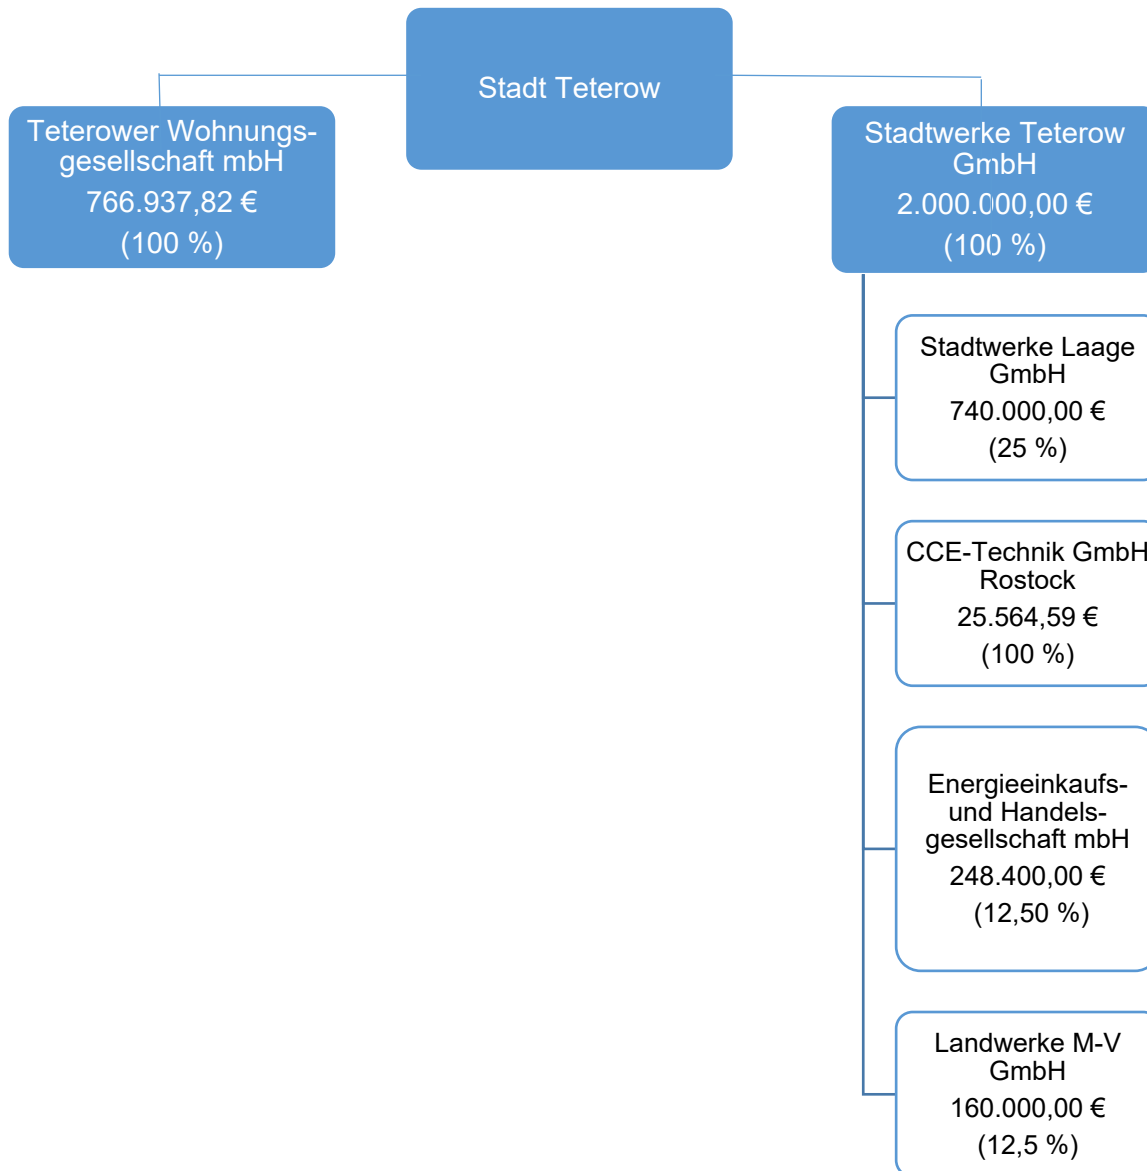 Stadt Teterow
Teterower Wohnungs-
gesellschaft mbH
766.937,82 €
(100 %)
Stadtwerke Teterow
GmbH
2.000.000,00 €
(100 %)
Stadtwerke Laage
GmbH
740.000,00 €
(25 %)
CCE-Technik GmbH
Rostock
25.564,59 €
(100 %)
Energieeinkaufs-
und Handels-
gesellschaft mbH
248.400,00 €
(12,50 %)
Landwerke M-V
GmbH
160.000,00 €
(12,5 %)